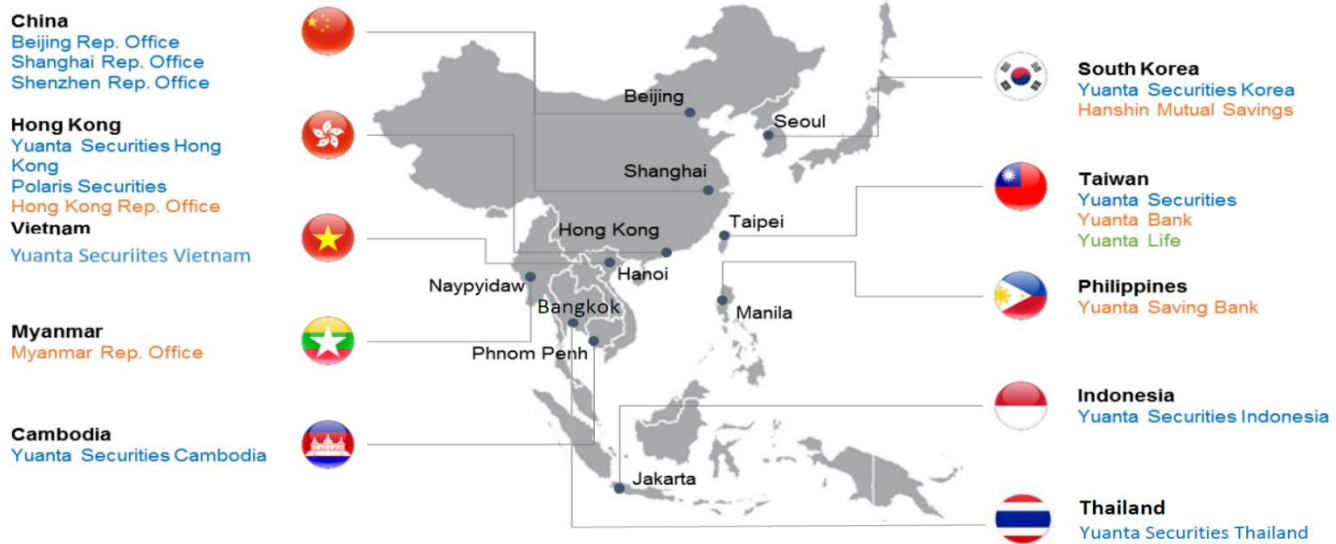 China
Beijing Rep. Office
Shanghai Rep. Office
Shenzhen Rep. Office
Hong Kong
Yuanta Securities Hong
Kong
Polaris Securities
Hong Kong Rep. Office
Vietnam
Yuanta Securiites Vietnam
Myanmar
Myanmar Rep. Office
Cambodia
Yuanta Securities Cambodia
Beijing
Seoul
Shanghai
Taipei
Hong Kong
Hanoi
Naypyidaw
Bangkok
Manila
Phnom Penh
Jakarta
South Korea
Yuanta Securities Korea
Hanshin Mutual Savings
Taiwan
Yuanta Securities
Yuanta Bank
Yuanta Life
Philippines
Yuanta Saving Bank
Indonesia
Yuanta Securities Indonesia
Thailand
Yuanta Securities Thailand